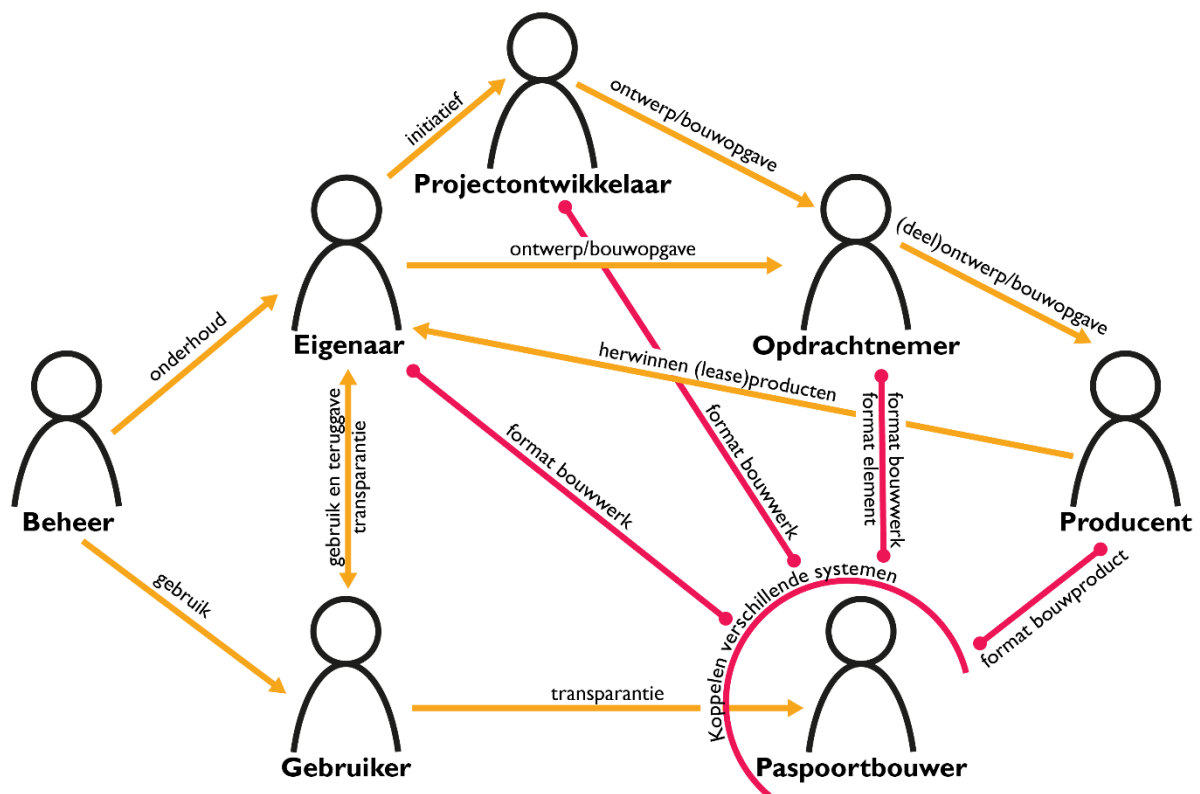 ontwerp/bouwopgave
initiatief
Projectontwikkelaar
(deel)ontwerp/bouwopgave
ontwerp/bouwopgave
Eigenaar
Opdrachtnemer
onderhoud
herwinnen (lease)producten
format bouwwerk
format bouwwerk
format element
format bouwwerk
gebruik en teruggave
transparantie
Beheer
Producent
gebruik
Koppelen verschillende systemen
format bouwproduct
transparantie
Gebruiker
Paspoortbouwer